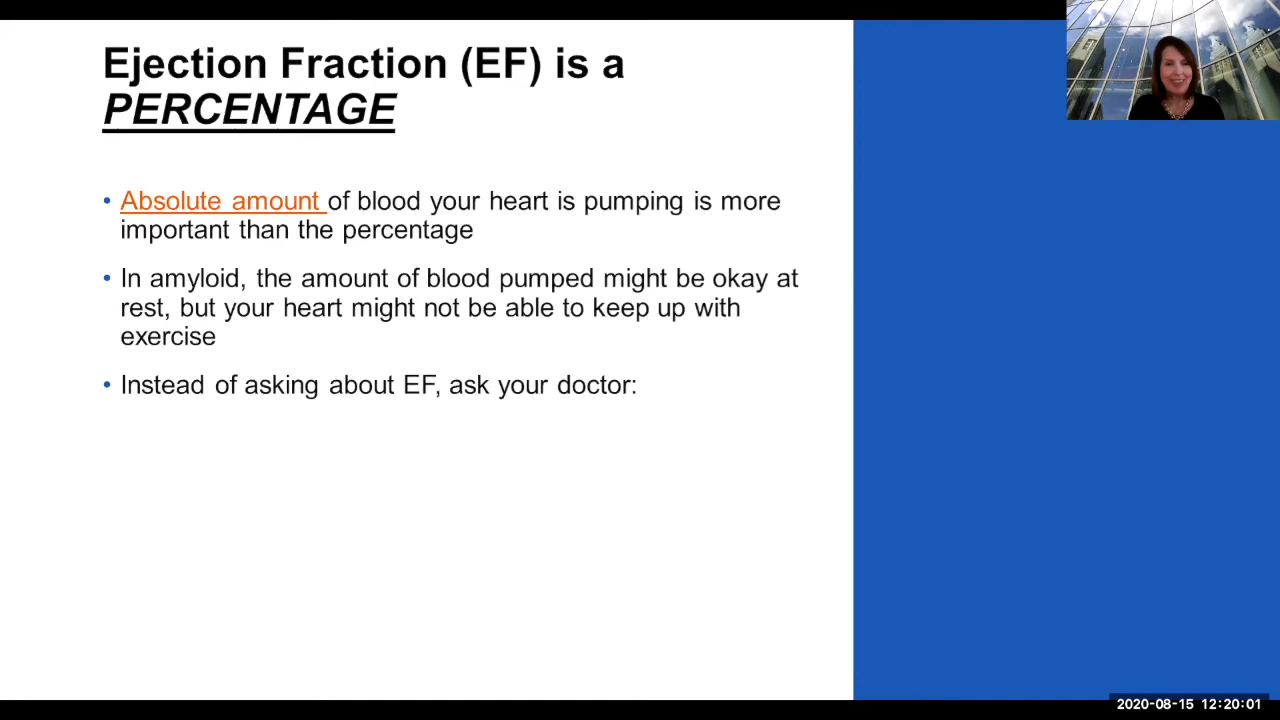 Ejection Fraction (EF) is a
PERCENTAGE
• Absolute amount of blood your heart is pumping is more
important than the percentage
• In amyloid, the amount of blood pumped might be okay at
rest, but your heart might not be able to keep up with
exercise
• Instead of asking about EF, ask your doctor:
2020-08-15 12:20:01